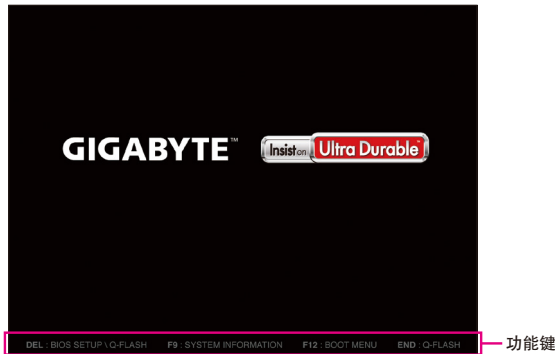 GIGABYTE™ Insist on Ultra Durable™
DEL : BIOS SETUP \ Q-FLASH F9 : SYSTEM INFORMATION F12 : BOOT MENU END : Q-FLASH 功能键